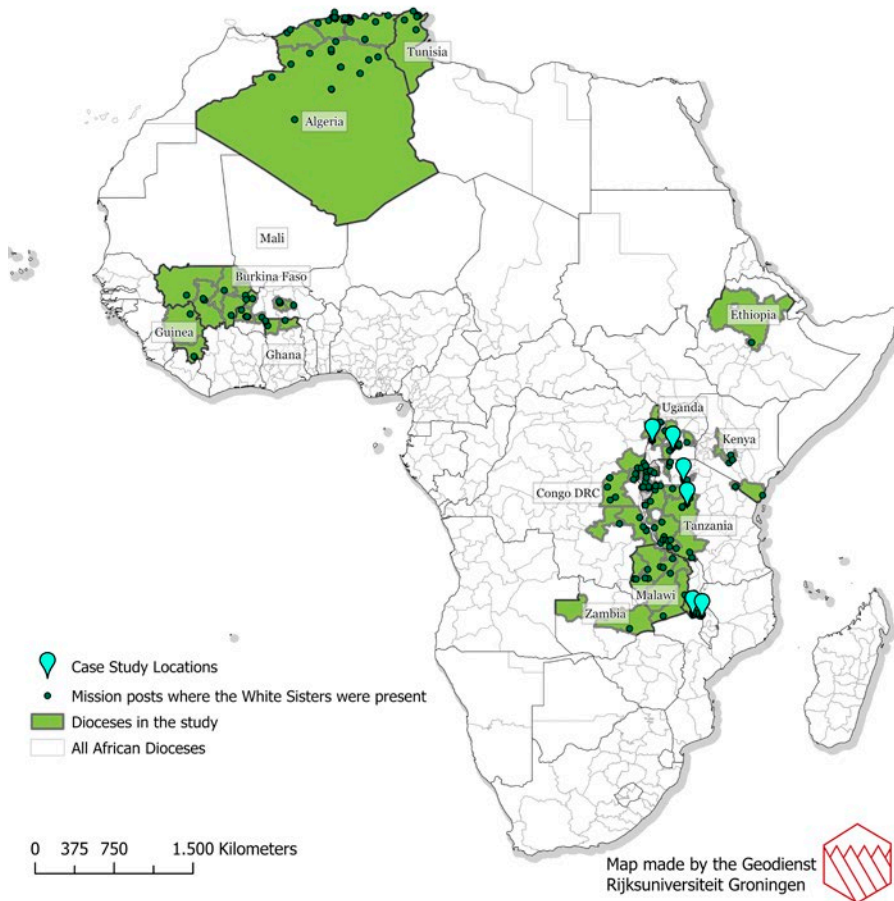 Tunisia
Algeria
Mali
Burkina Faso
Guinea
Ghana
Ethiopia
Uganda
Kenya
Congo DRC
Tanzania
Malawi
Zambia
Case Study Locations
Mission posts where the White Sisters were present
Dioceses in the study
All African Dioceses
0 375 750 1.500 Kilometers
Map made by the Geodienst
Rijksuniversiteit Groningen